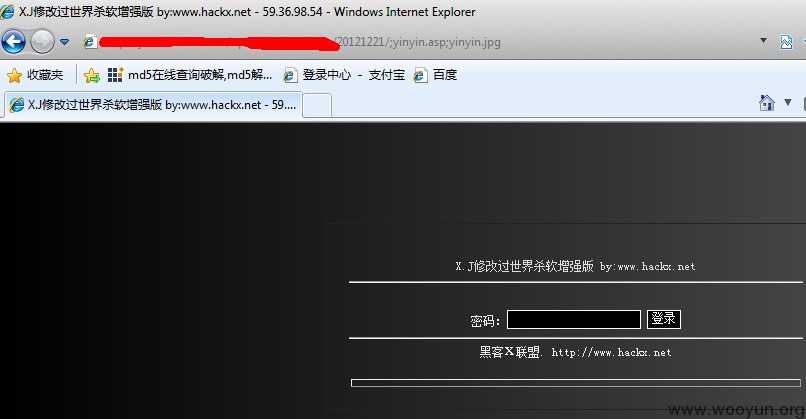 X.J修改过世界杀软增强版 by:www.hackx.net - 59.36.98.54 - Windows Internet Explorer
/20121221/;yinyin.asp;yinyin.jpg
收藏夹 md5在线查询破解,md5解... 登录中心 - 支付宝 百度
X.J修改过世界杀软增强版 by:www.hackx.net - 59....
X.J修改过世界杀软增强版 by:www.hackx.net
密码: 登录
黑客X联盟. http://www.hackx.net
www.wooyun.org